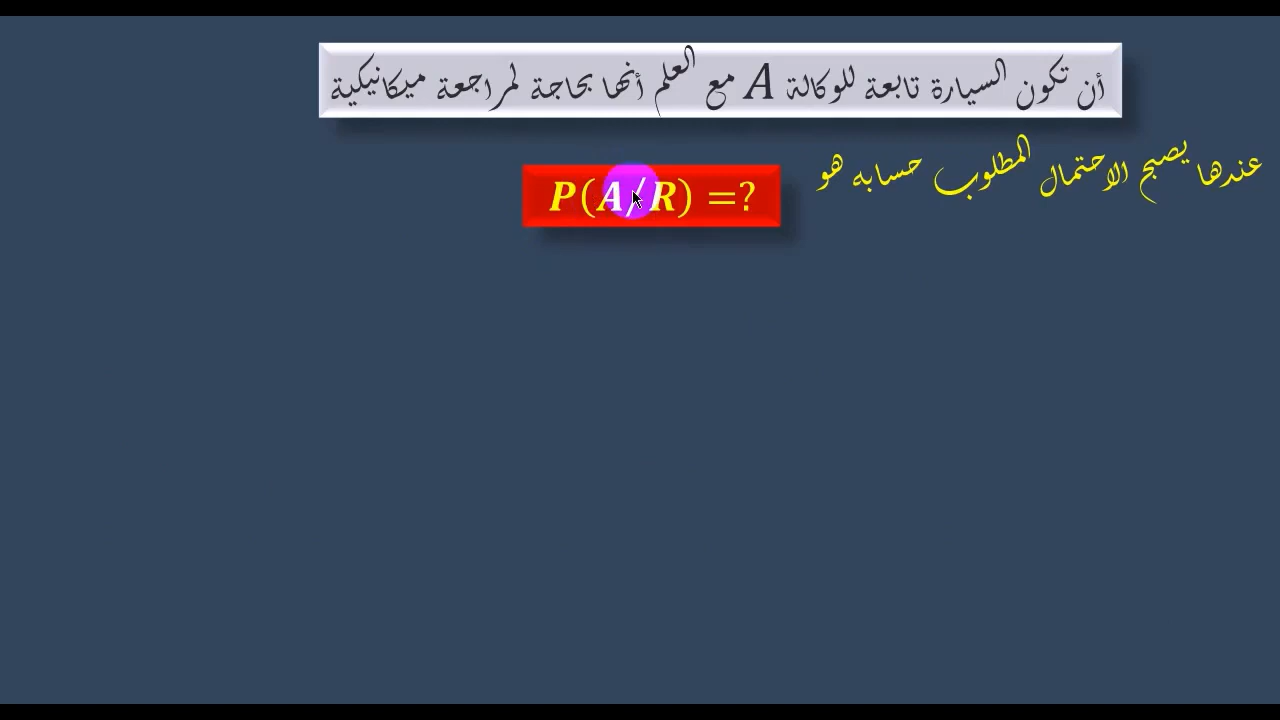 أن تكون السيارة تابعة للوكالة A مع العلم أنها بحاجة لمراجعة ميكانيكية
عندها يصبح الاحتمال المطلوب حسابه هو
P(A/R) =?